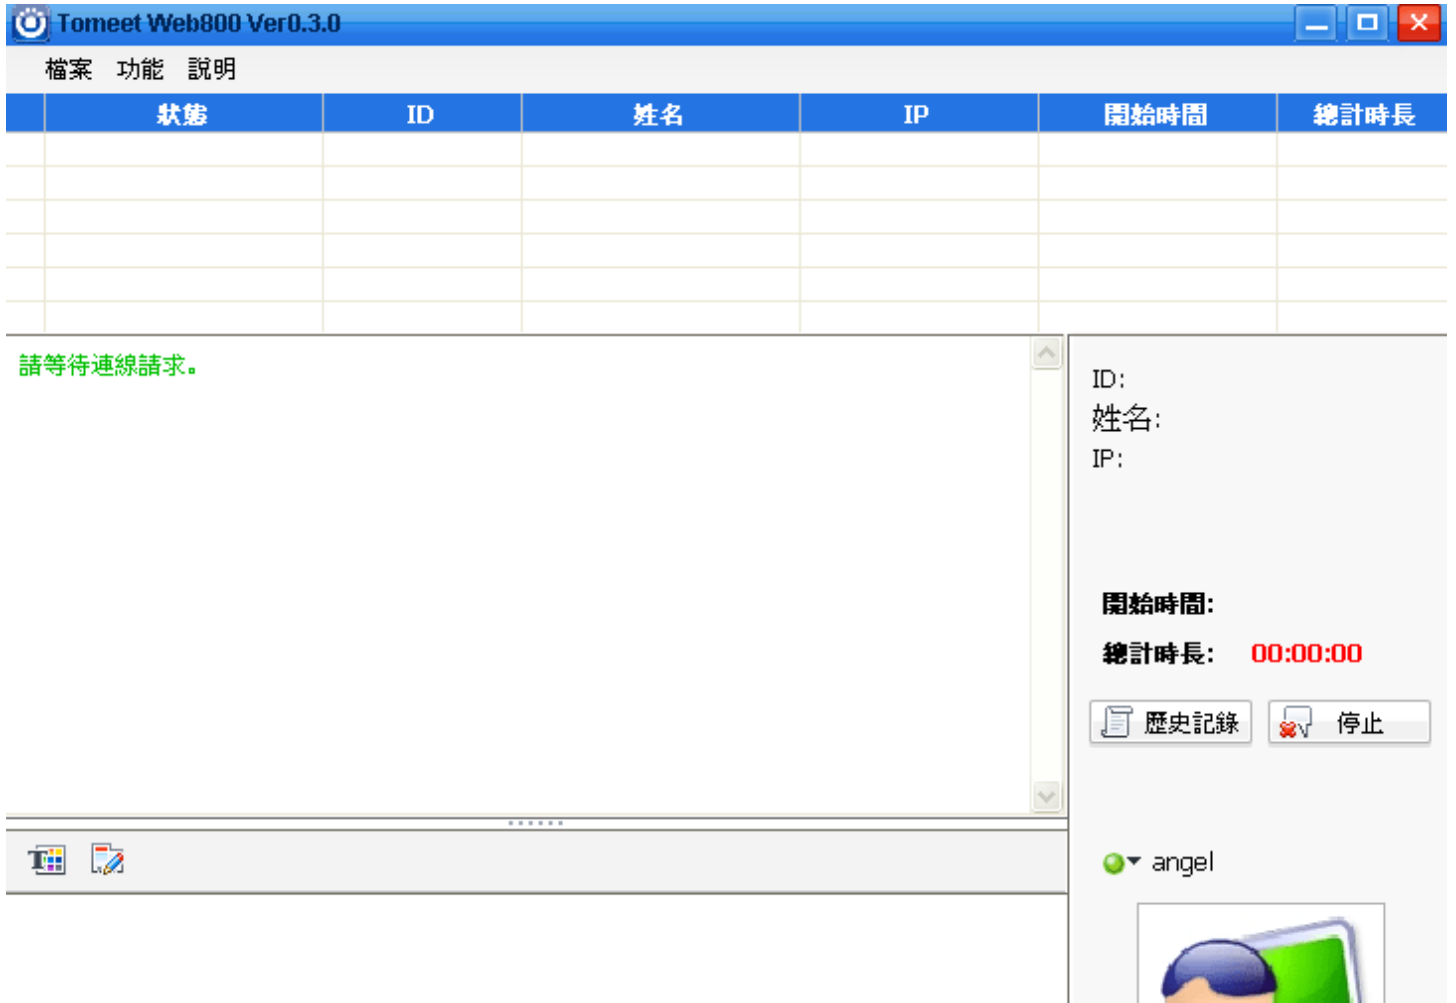 Tomeet Web800 Ver0.3.0
檔案 功能 說明
狀態 ID 姓名 IP 開始時間 總計時長
請等待連線請求。
ID:
姓名:
IP:
開始時間:
總計時長: 00:00:00
歷史記錄 停止
angel